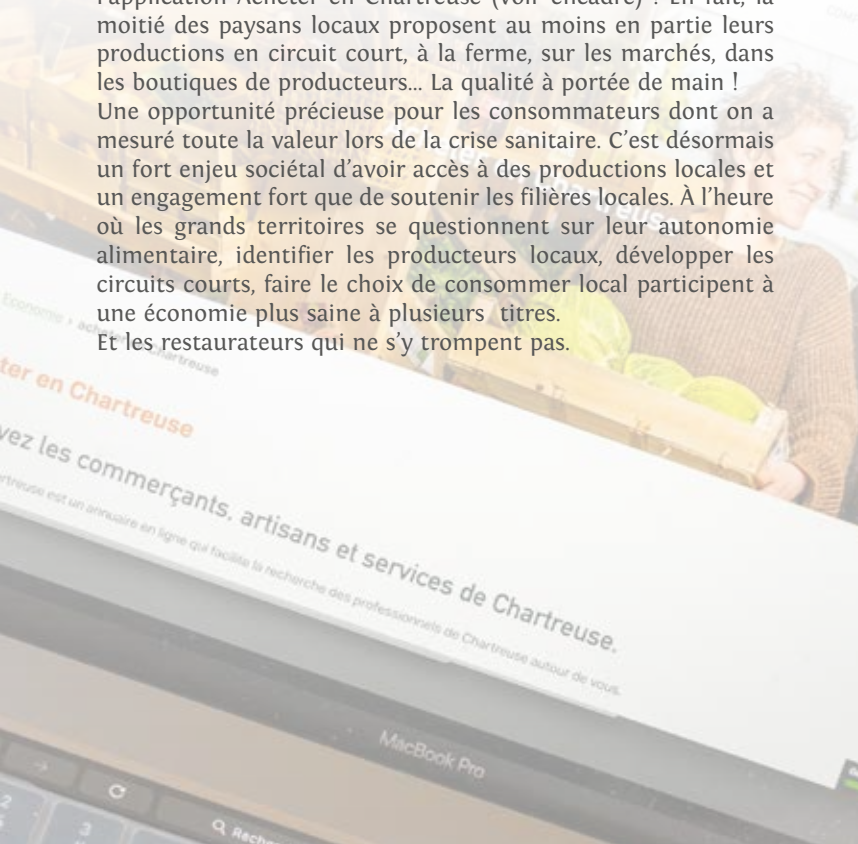 l'application Acheter en Chartreuse (voir encadré) ! En fait, la
moitié des paysans locaux proposent au moins en partie leurs
productions en circuit court, à la ferme, sur les marchés, dans
les boutiques de producteurs... La qualité à portée de main !
Une opportunité précieuse pour les consommateurs dont on a
mesuré toute la valeur lors de la crise sanitaire. C'est désormais
un fort enjeu sociétal d'avoir accès à des productions locales et
un engagement fort que de soutenir les filières locales. À l'heure
où les grands territoires se questionnent sur leur autonomie
alimentaire, identifier les producteurs locaux, développer les
circuits courts, faire le choix de consommer local participent à
une économie plus saine à plusieurs  titres.
Et les restaurateurs qui ne s'y trompent pas.
Economie › acheter en Chartreuse
ter en Chartreuse
vez les commerçants, artisans et services de Chartreuse.
artreuse est un annuaire en ligne qui facilite la recherche des professionnels de Chartreuse autour de vous.
MacBook Pro
Reche
2
3